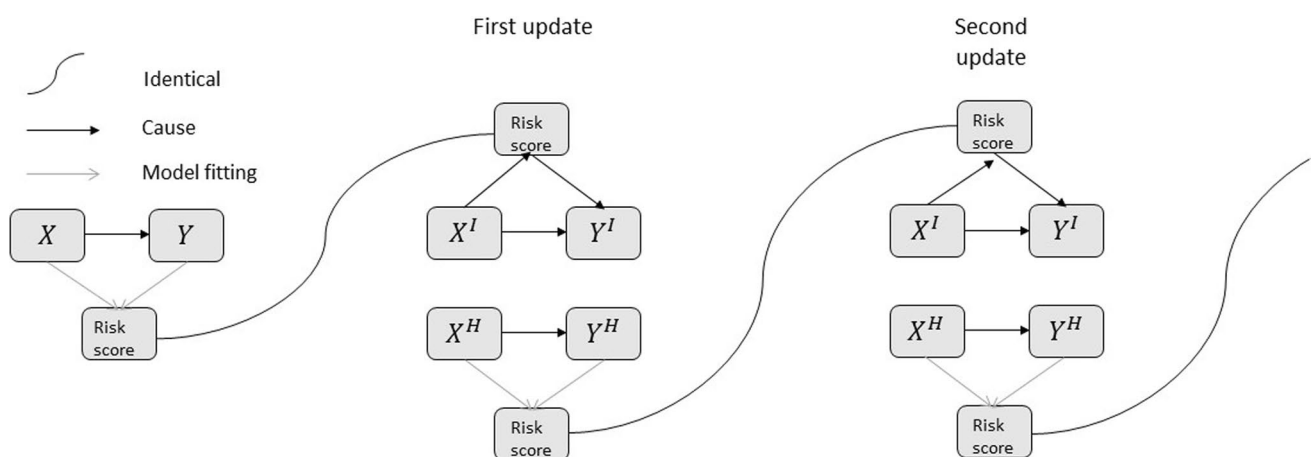 First update
Second
update
Identical
Cause
Model fitting
X
Y
Risk
score
Risk
score
X^I
Y^I
X^H
Y^H
Risk
score
Risk
score
X^I
Y^I
X^H
Y^H
Risk
score